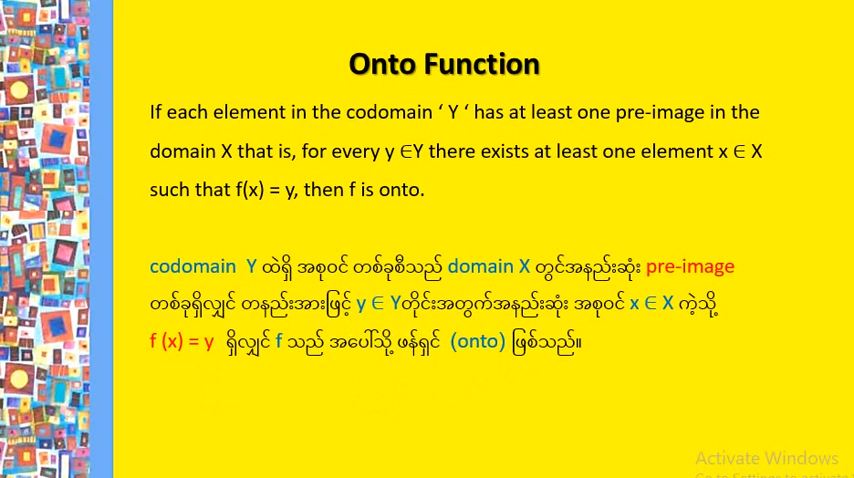 Onto Function
If each element in the codomain ‘ Y ‘ has at least one pre-image in the
domain X that is, for every y ∈Y there exists at least one element x ∈ X
such that f(x) = y, then f is onto.
codomain Y ထဲရှိ အစုဝင် တစ်ခုစီသည် domain X တွင်အနည်းဆုံး pre-image
တစ်ခုရှိလျှင် တနည်းအားဖြင့် y ∈ Yတိုင်းအတွက်အနည်းဆုံး အစုဝင် x ∈ X ကဲ့သို့
f (x) = y ရှိလျှင် f သည် အပေါ်သို့ ဖန်ရှင် (onto) ဖြစ်သည်။
Activate Windows